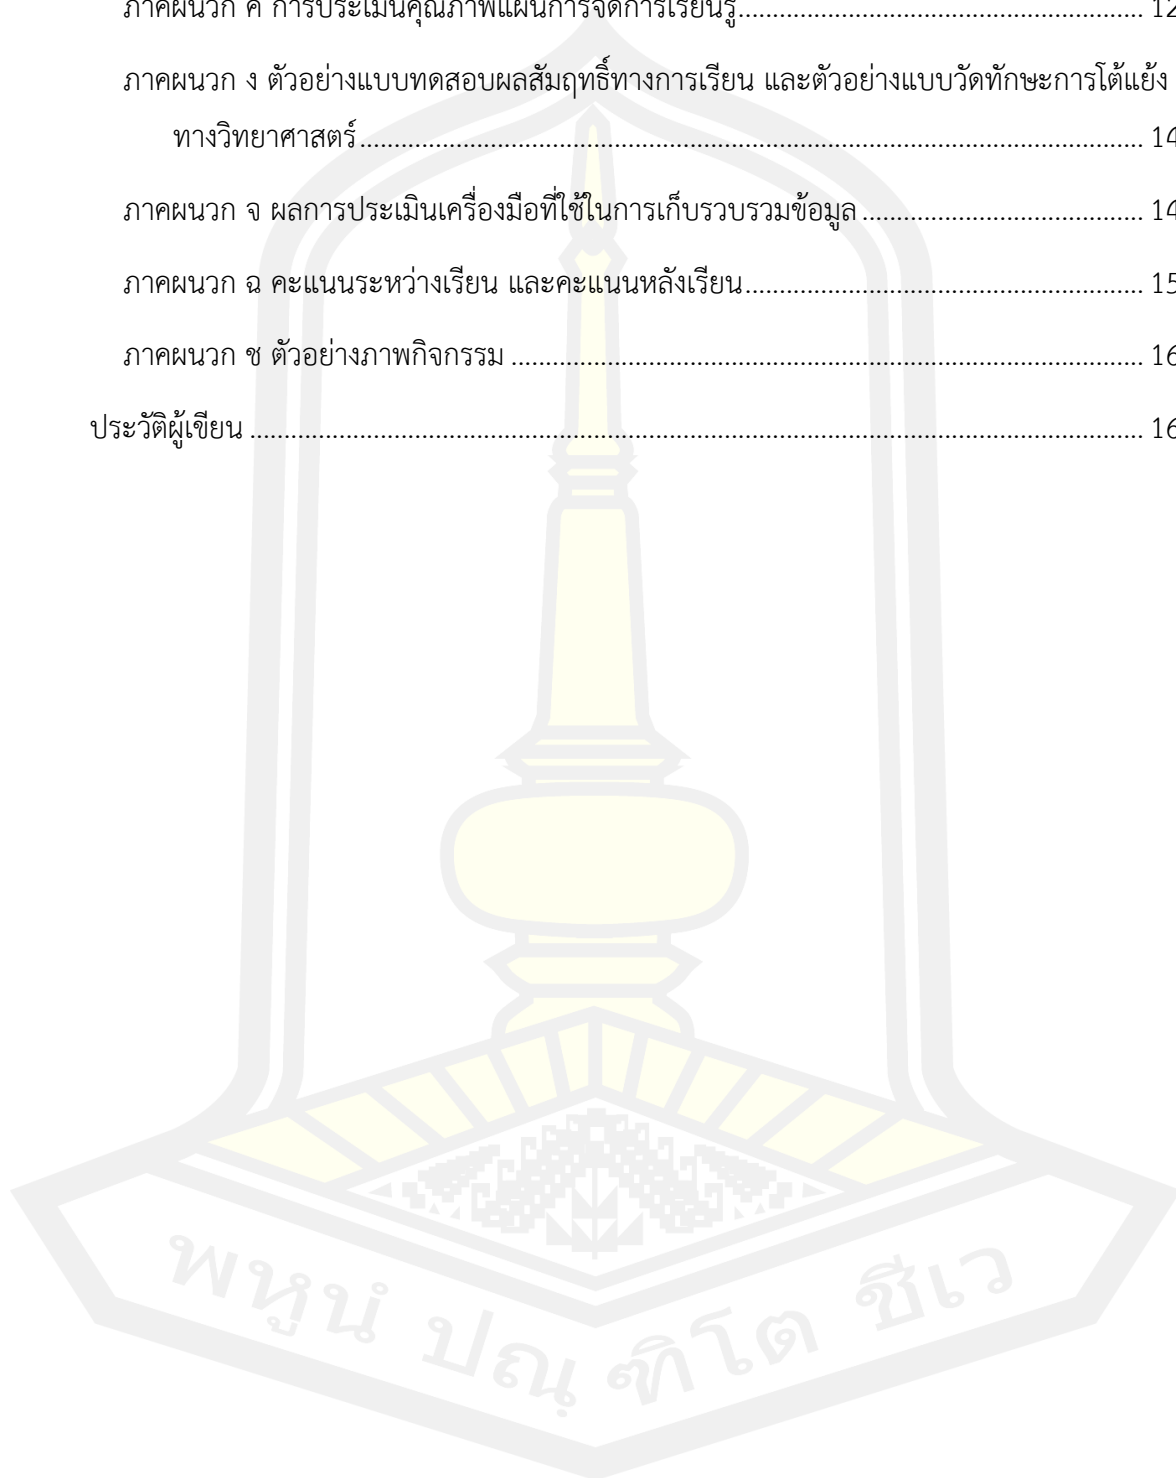 ภาคผนวก ค การประเมินคุณภาพแผนการจัดการเรียนรู้................................................. 12
ภาคผนวก ง ตัวอย่างแบบทดสอบผลสัมฤทธิ์ทางการเรียน และตัวอย่างแบบวัดทักษะการโต้แย้ง
ทางวิทยาศาสตร์................................................................................................ 14
ภาคผนวก จ ผลการประเมินเครื่องมือที่ใช้ในการเก็บรวบรวมข้อมูล .................................. 14
ภาคผนวก ฉ คะแนนระหว่างเรียน และคะแนนหลังเรียน................................................ 15
ภาคผนวก ช ตัวอย่างภาพกิจกรรม ............................................................................. 16
ประวัติผู้เขียน ............................................................................................................. 16
พหูนํ ปณฺฑิโต ชีเว